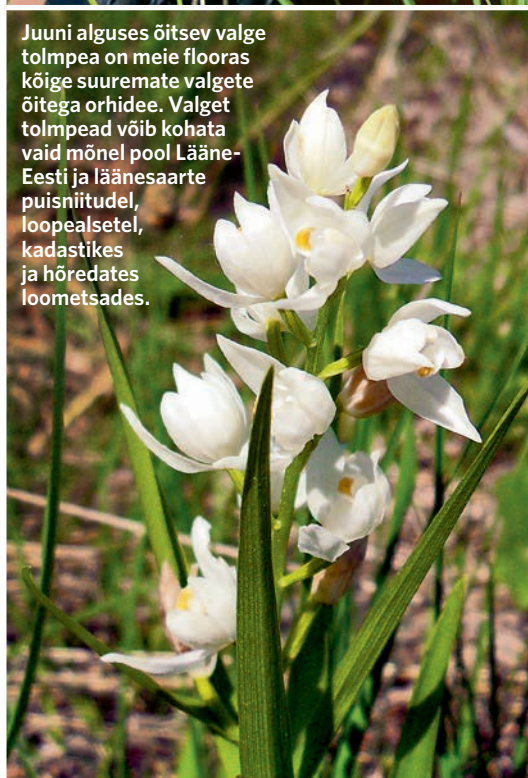 Juuni alguses õitsev valge
tolmpea on meie flooras
kõige suuremate valgete
õitega orhidee. Valget
tolmpead võib kohata
vaid mõnel pool Lääne-
Eesti ja läänesaarte
puisniitudel,
loopealsetel,
kadastikes
ja hõredates
loometsades.